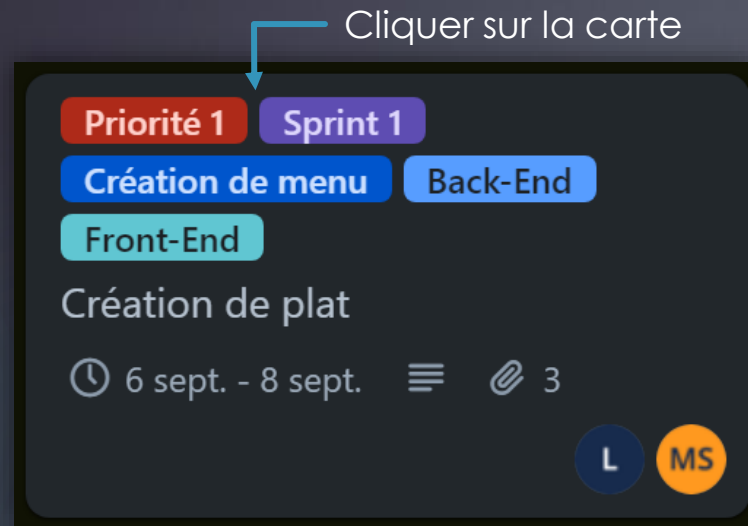 Cliquer sur la carte
Priorité 1 Sprint 1
Création de menu Back-End
Front-End
Création de plat
6 sept. - 8 sept. 3
L MS